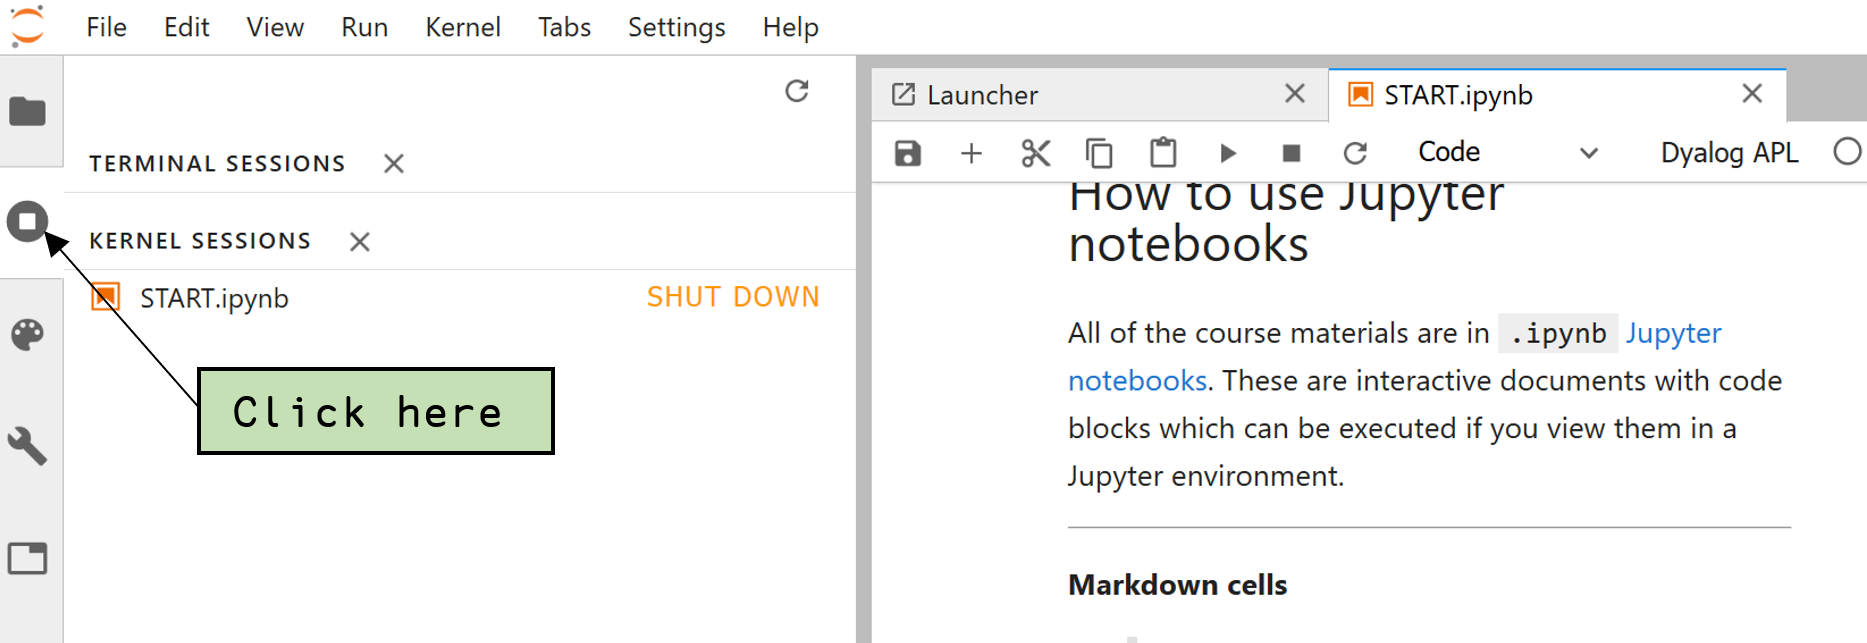 File Edit View Run Kernel Tabs Settings Help
TERMINAL SESSIONS
KERNEL SESSIONS
START.ipynb SHUT DOWN
Click here
Launcher START.ipynb
Code Dyalog APL
How to use Jupyter
notebooks
All of the course materials are in .ipynb Jupyter
notebooks. These are interactive documents with code
blocks which can be executed if you view them in a
Jupyter environment.
Markdown cells